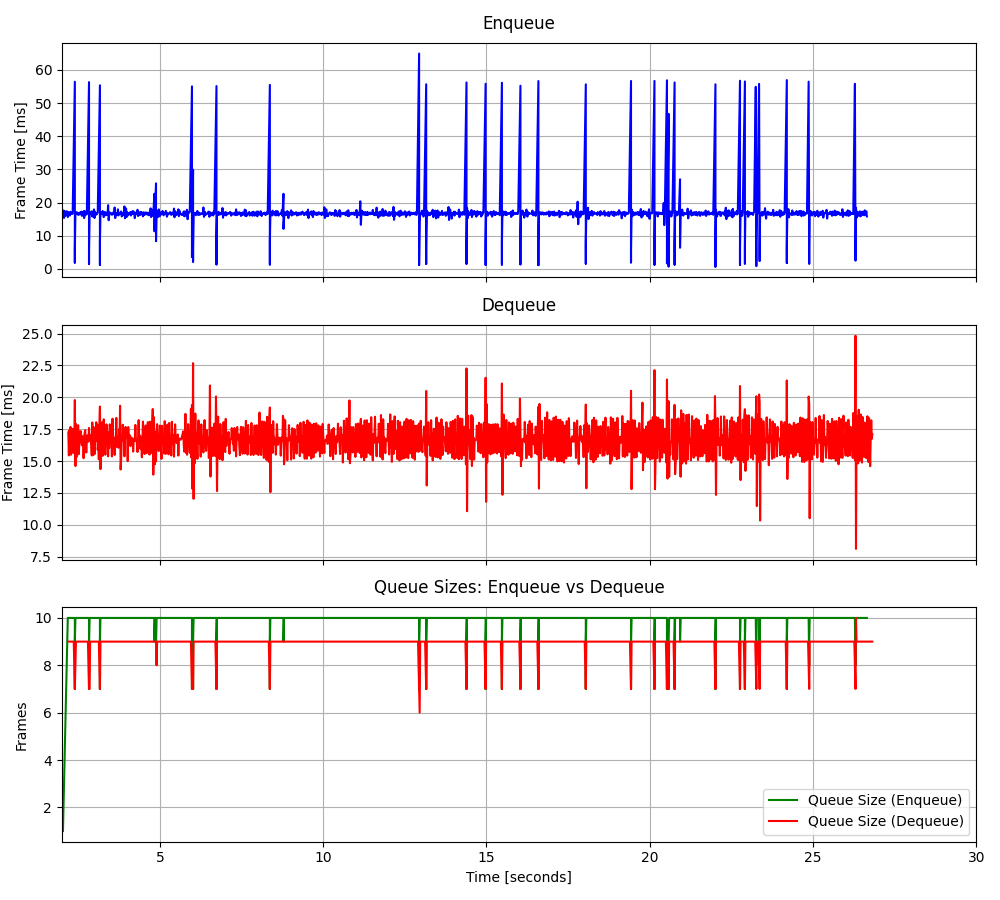 Enqueue
Frame Time [ms]
60
50
40
30
20
10
0
Dequeue
Frame Time [ms]
25.0
22.5
20.0
17.5
15.0
12.5
10.0
7.5
Queue Sizes: Enqueue vs Dequeue
Frames
10
8
6
4
2
Queue Size (Enqueue)
Queue Size (Dequeue)
5 10 15 20 25 30
Time [seconds]